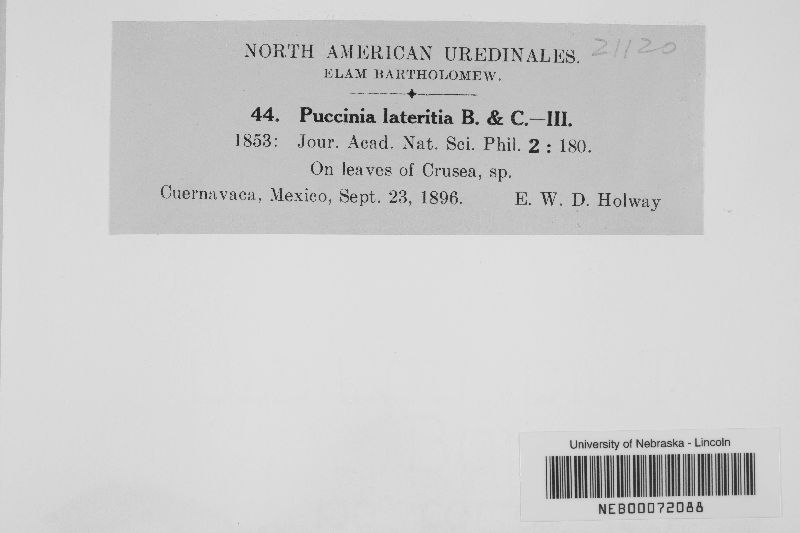 NORTH AMERICAN UREDINALES. 21120
ELAM BARTHOLOMEW.
44. Puccinia lateritia B. & C.—III.
1853: Jour. Acad. Nat. Sci. Phil. 2 : 180.
On leaves of Crusea, sp.
Cuernavaca, Mexico, Sept. 23, 1896. E. W. D. Holway
University of Nebraska - Lincoln
NEB00072088